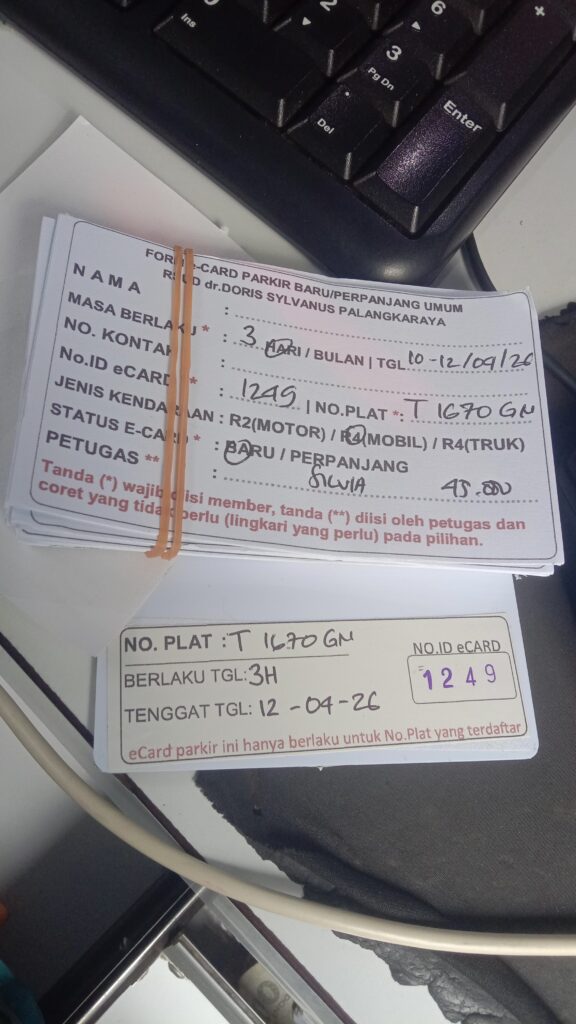 Ins
2
6
+
3
Pg Dn
.
Del
Enter
FORM e-CARD PARKIR BARU/PERPANJANG UMUM
RSUD dr.DORIS SYLVANUS PALANGKARAYA
NAMA :
MASA BERLAKU * : 3 HARI / BULAN | TGL 10-12/04/26
NO. KONTAK :
No.ID eCARD * : 1249 | NO.PLAT *: T 1670 GN
JENIS KENDARAAN : R2(MOTOR) / R4(MOBIL) / R4(TRUK)
STATUS E-CARD * : BARU / PERPANJANG
PETUGAS ** : SILVIA 45.000
Tanda (*) wajib diisi member, tanda (**) diisi oleh petugas dan
coret yang tidak perlu (lingkari yang perlu) pada pilihan.
NO. PLAT : T 1670 GN
NO.ID eCARD
BERLAKU TGL: 3H
1249
TENGGAT TGL: 12-04-26
eCard parkir ini hanya berlaku untuk No.Plat yang terdaftar